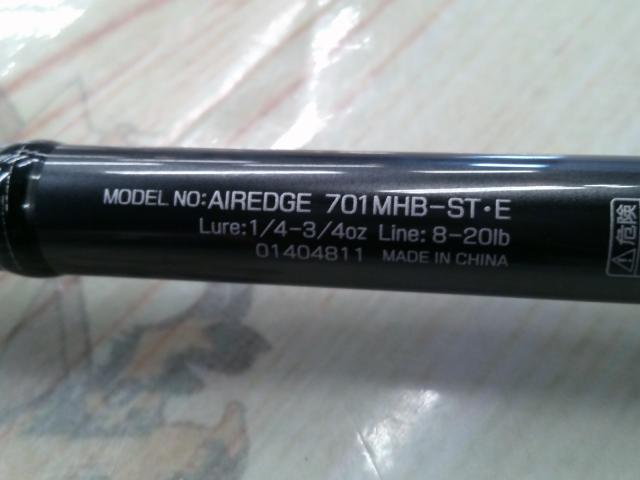 MODEL NO:AIREDGE 701MHB-ST·E
Lure:1/4-3/4oz Line: 8-20lb
01404811 MADE IN CHINA
危険